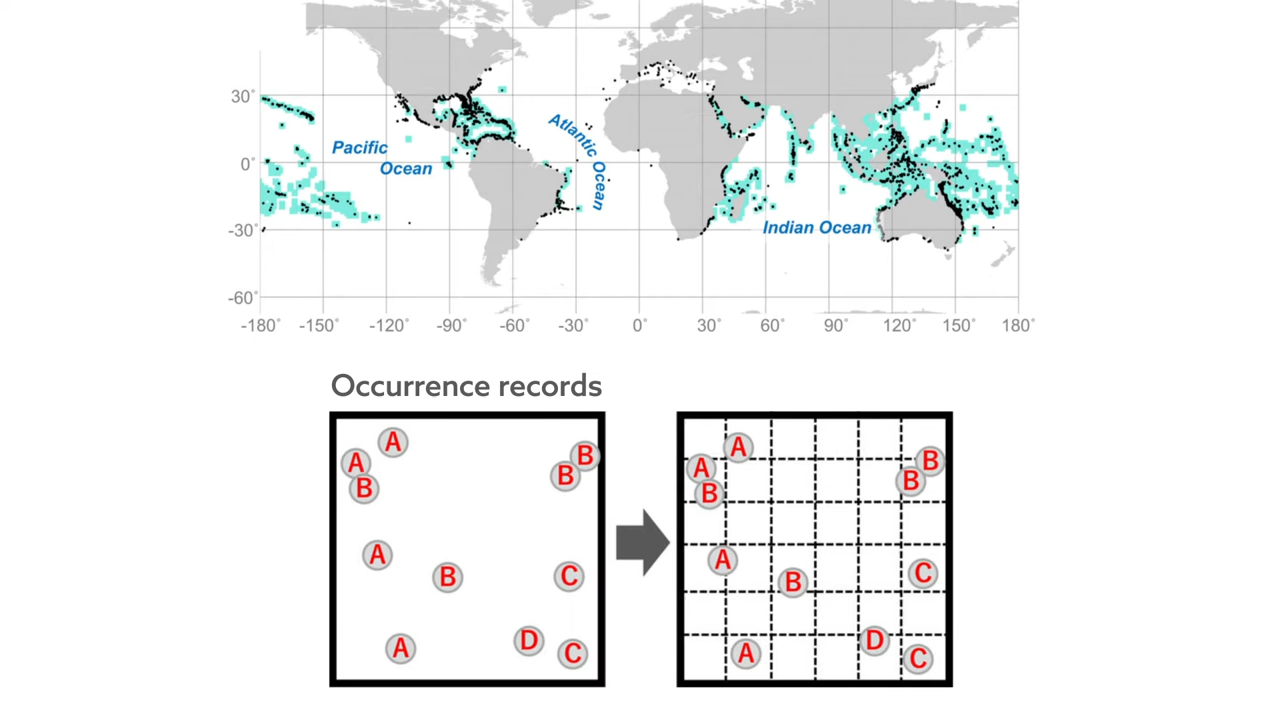 30°
0°
-30°
-60°
Pacific
Ocean
Atlantic Ocean
Indian Ocean
-180° -150° -120° -90° -60° -30° 0° 30° 60° 90° 120° 150° 180°
Occurrence records
A A B B B A B C A D C
A A B B B A B C A D C